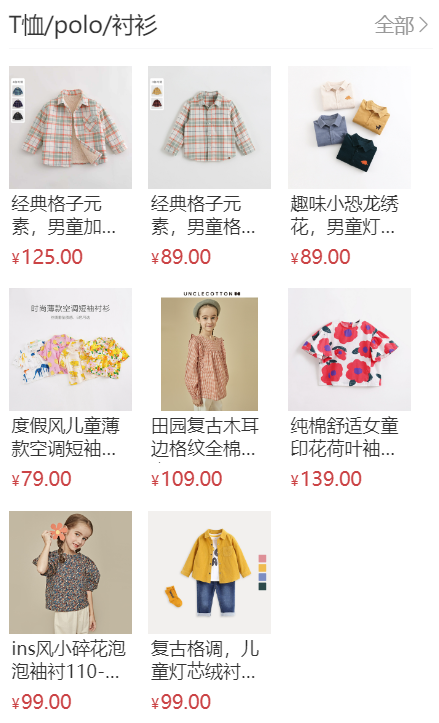 T恤/polo/衬衫
全部
经典格子元
素，男童加...
¥125.00
经典格子元
素，男童格...
¥89.00
趣味小恐龙绣
花，男童灯...
¥89.00
时尚薄款空调短袖衬衫
度假风儿童薄
款空调短袖...
¥79.00
UNCLECOTTON
田园复古木耳
边格纹全棉...
¥109.00
纯棉舒适女童
印花荷叶袖...
¥139.00
ins风小碎花泡
泡袖衬110-...
¥99.00
复古格调，儿
童灯芯绒衬...
¥99.00